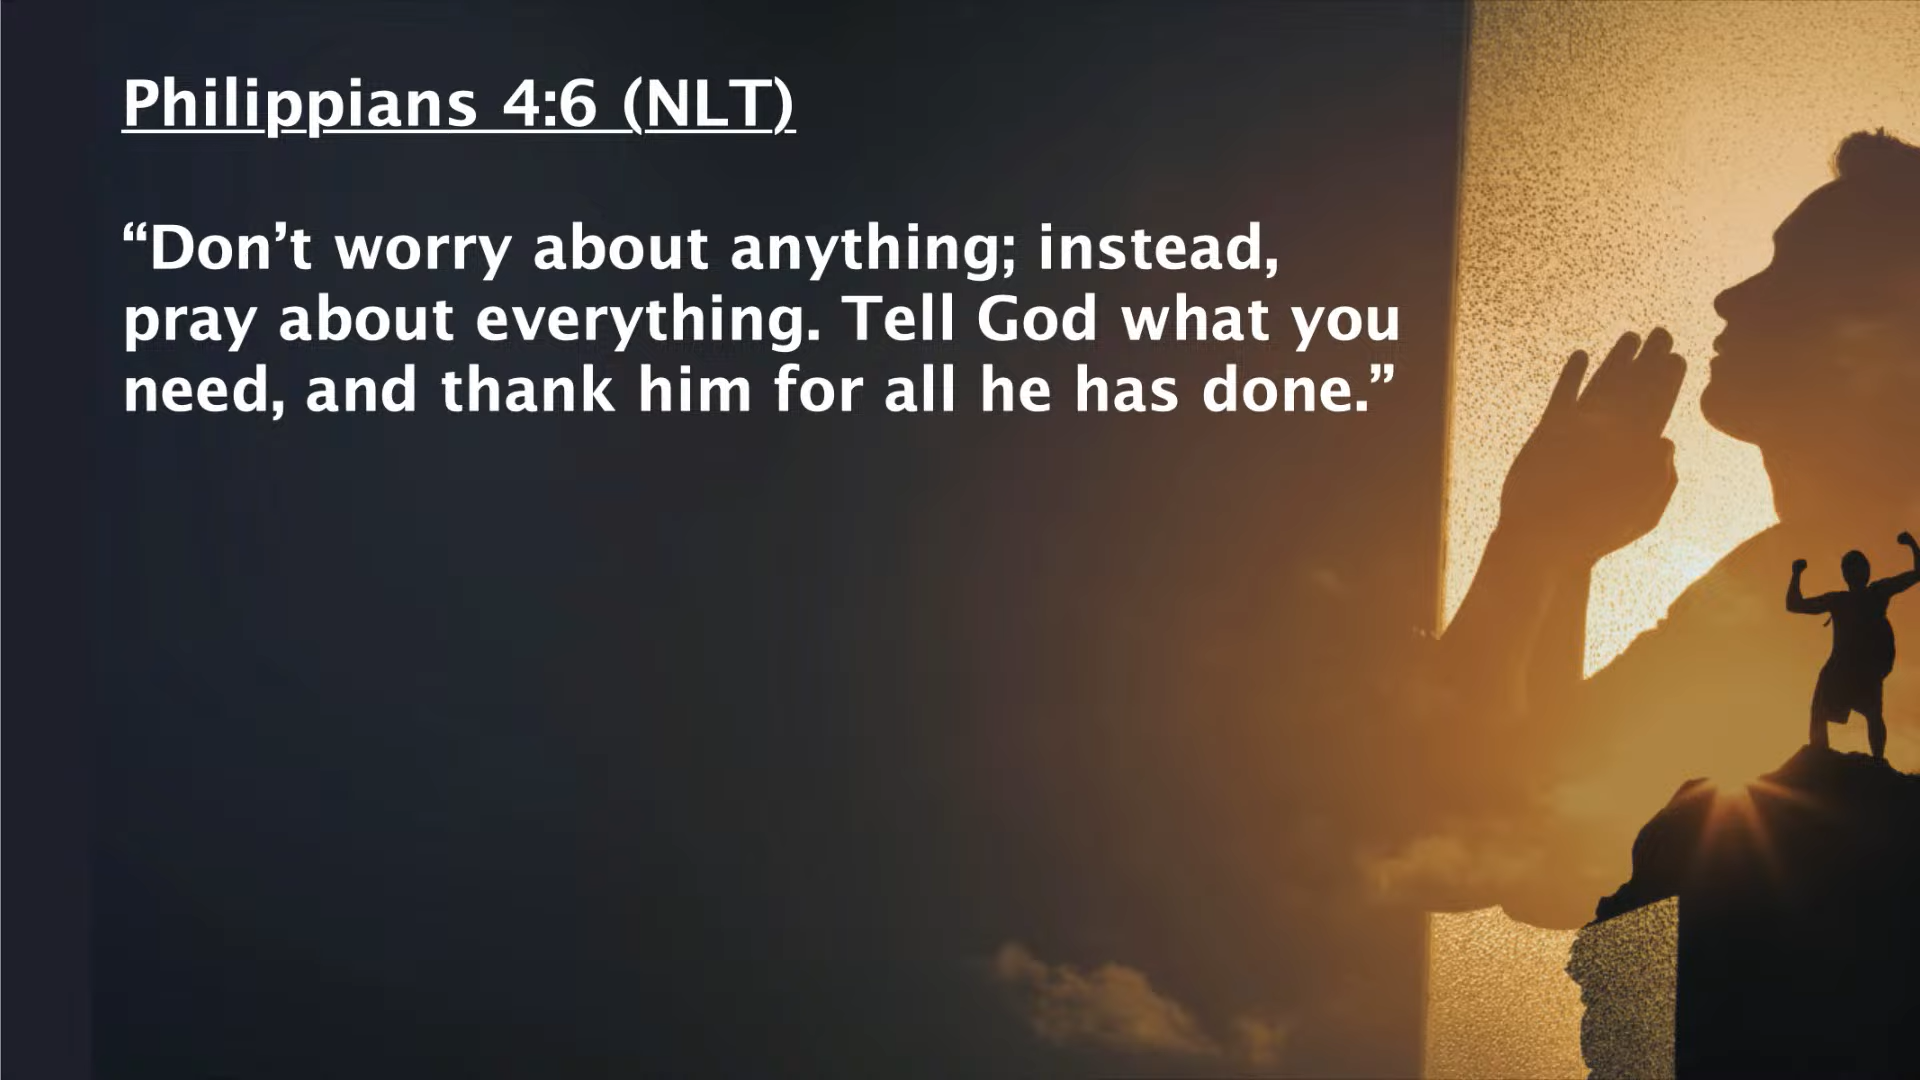 Philippians 4:6 (NLT)
“Don’t worry about anything; instead,
pray about everything. Tell God what you
need, and thank him for all he has done.”